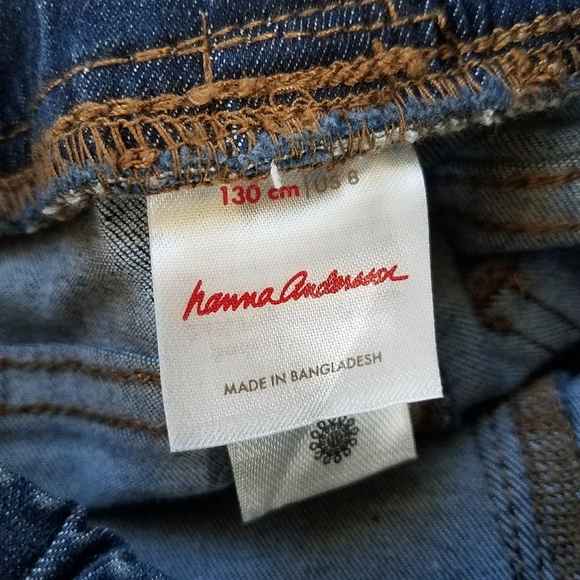 130 cm | US 8
hanna Andersson
MADE IN BANGLADESH